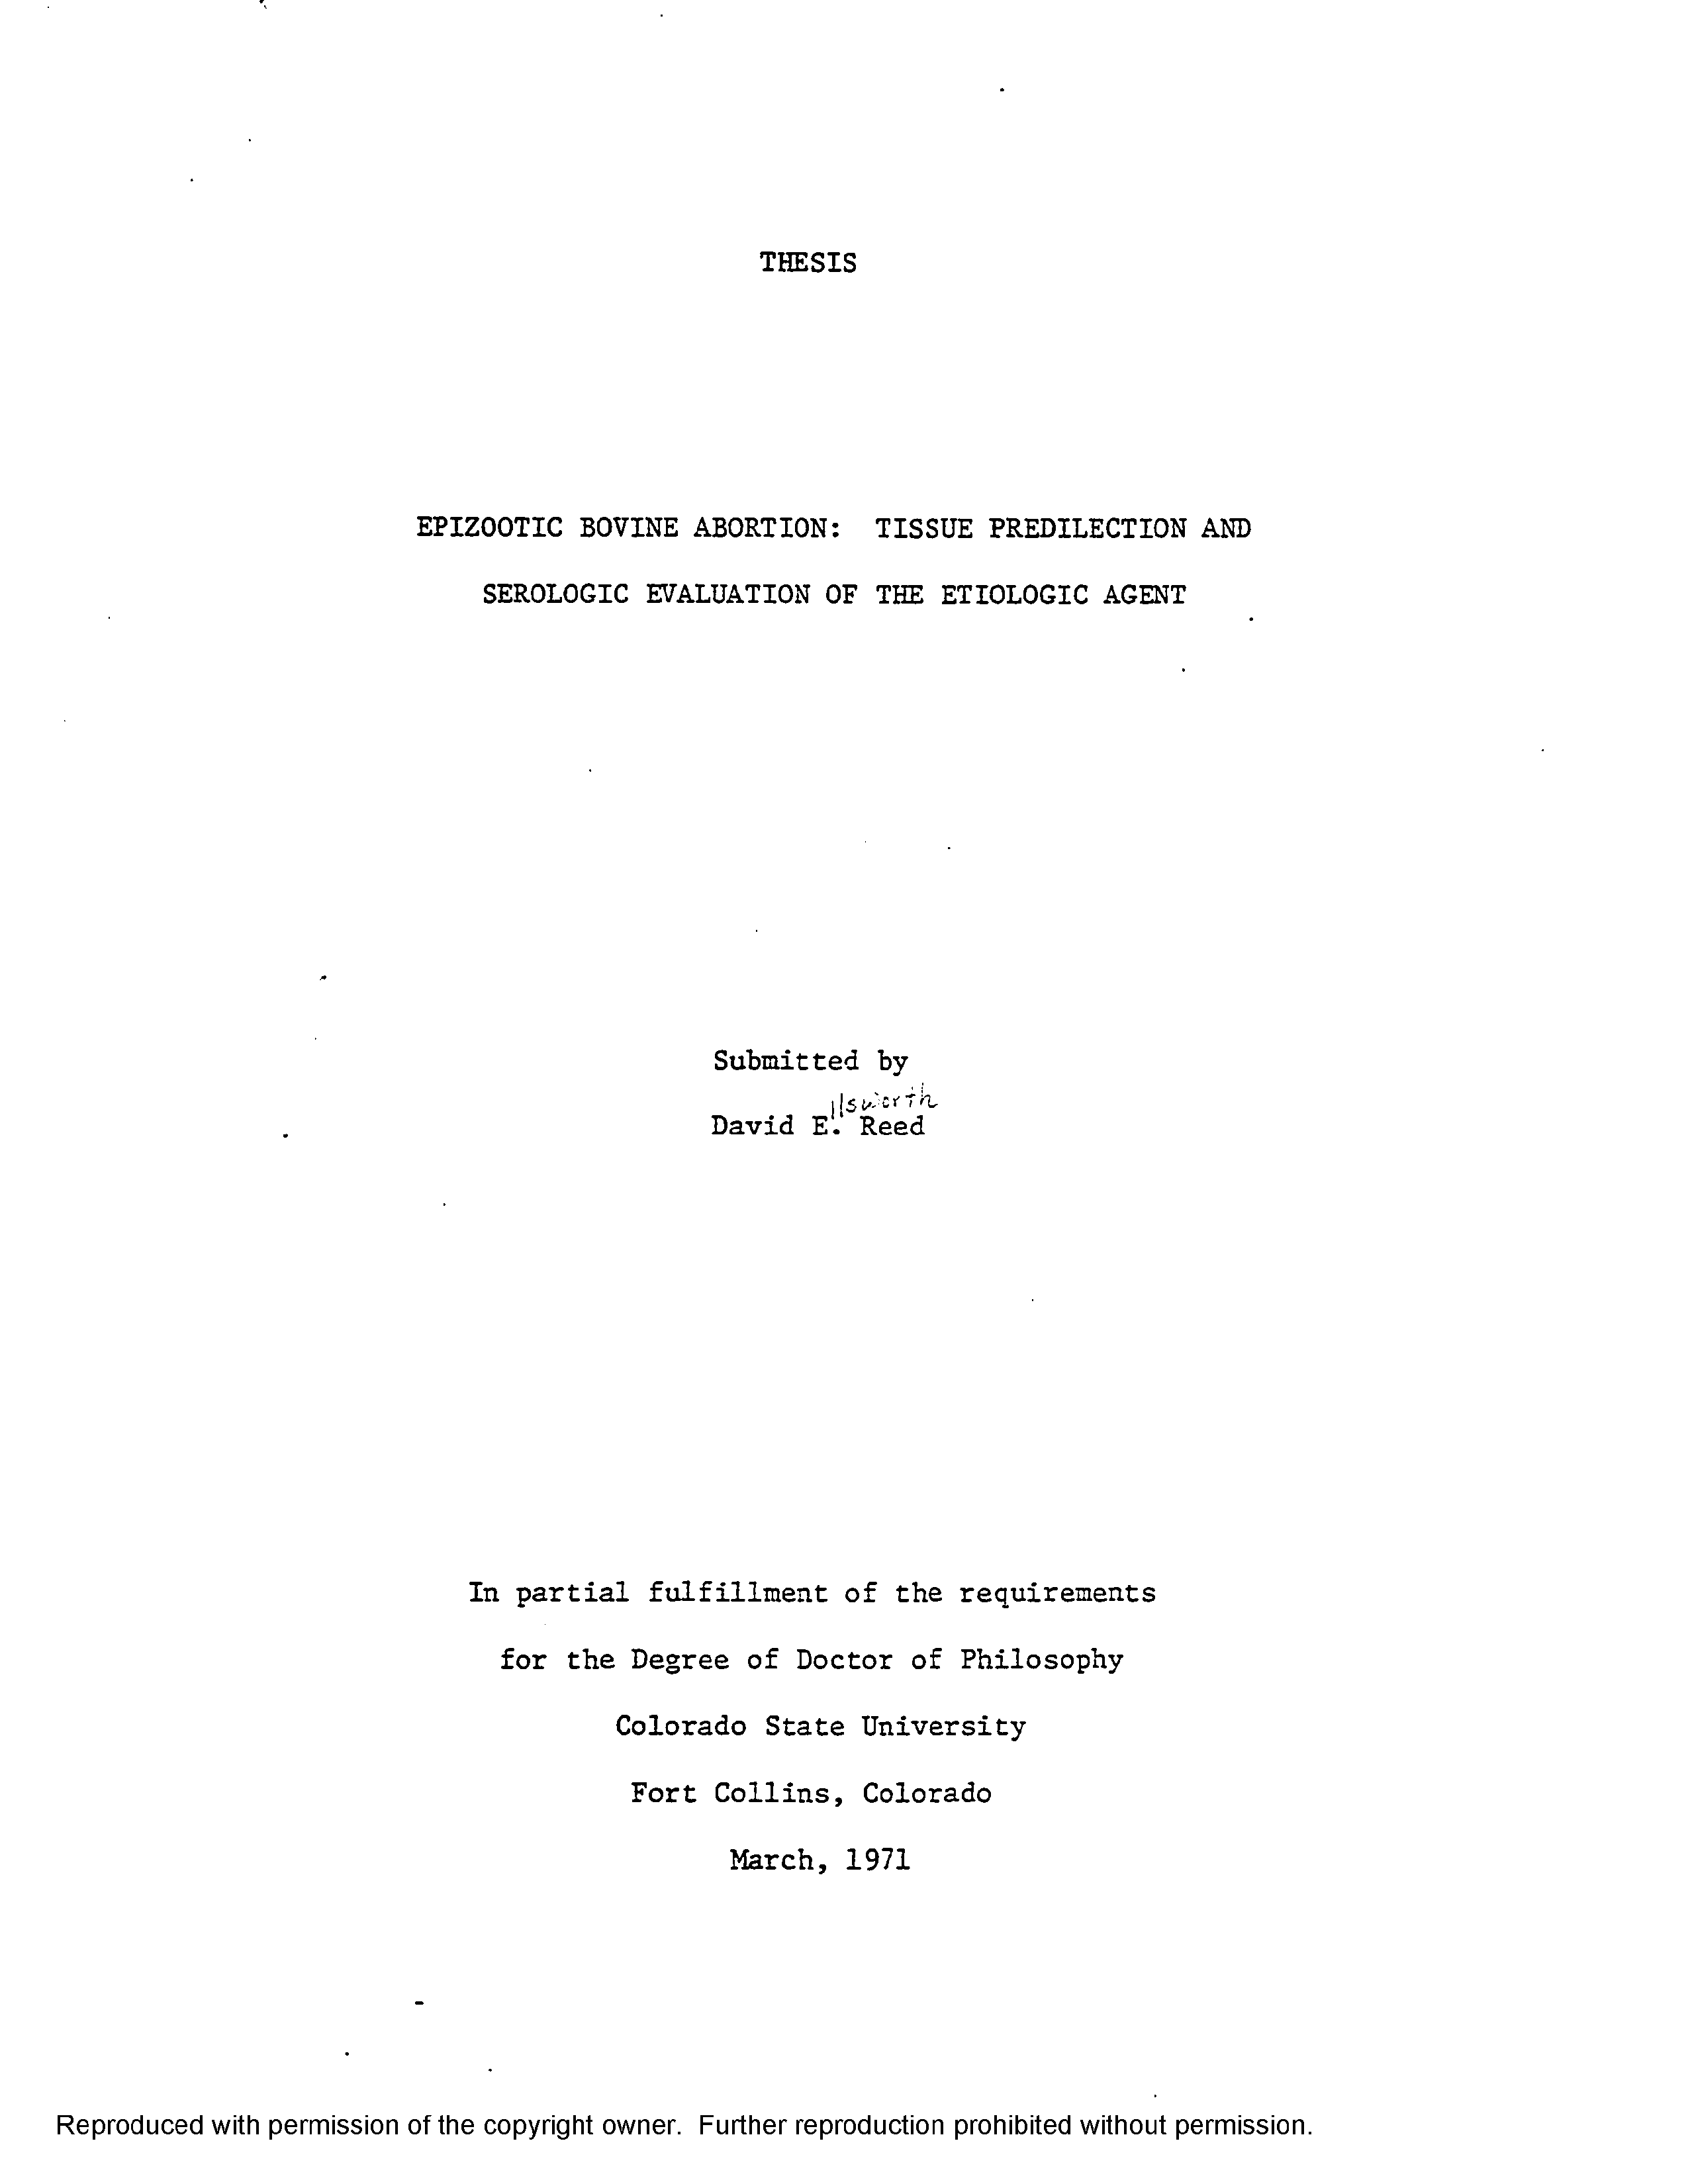 THESIS
EPIZOOTIC BOVINE ABORTION: TISSUE PREDILECTION AND
SEROLOGIC EVALUATION OF THE ETIOLOGIC AGENT
Submitted by
llsworth
David E. Reed
In partial fulfillment of the requirements
for the Degree of Doctor of Philosophy
Colorado State University
Fort Collins, Colorado
March, 1971
Reproduced with permission of the copyright owner. Further reproduction prohibited without permission.